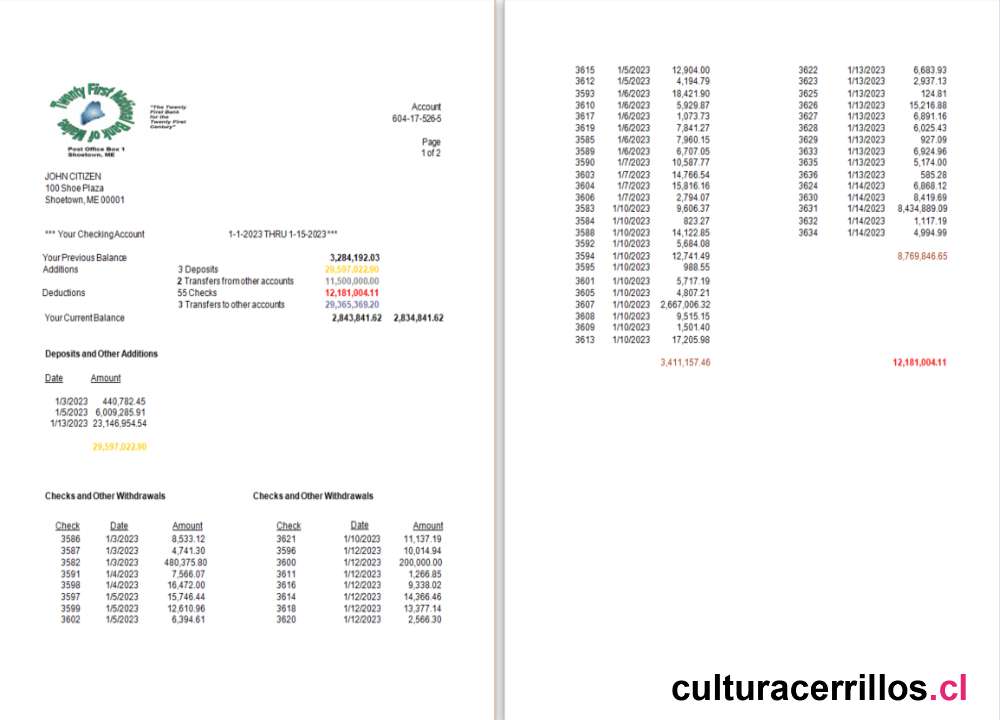 Twenty First National Bank of Maine
"The Twenty
First Bank
for the
Twenty First
Century"
Post Office Box 1
Shoetown, ME
Account
604-17-526-5
Page
1 of 2
JOHN CITIZEN
100 Shoe Plaza
Shoetown, ME 00001
*** Your Checking Account 1-1-2023 THRU 1-15-2023 ***
Your Previous Balance 3,284,192.03
Additions 3 Deposits 29,597,022.90
2 Transfers from other accounts 11,500,000.00
Deductions 55 Checks 12,181,004.11
3 Transfers to other accounts 29,365,369.20
Your Current Balance 2,843,841.62 2,834,841.62
Deposits and Other Additions
Date Amount
1/3/2023 440,782.45
1/5/2023 6,009,285.91
1/13/2023 23,146,954.54
29,597,022.90
Checks and Other Withdrawals Checks and Other Withdrawals
Check Date Amount Check Date Amount
3586 1/3/2023 8,533.12 3621 1/10/2023 11,137.19
3587 1/3/2023 4,741.30 3596 1/12/2023 10,014.94
3582 1/3/2023 480,375.80 3600 1/12/2023 200,000.00
3591 1/4/2023 7,566.07 3611 1/12/2023 1,266.85
3598 1/4/2023 16,472.00 3616 1/12/2023 9,338.02
3597 1/5/2023 15,746.44 3614 1/12/2023 14,366.46
3599 1/5/2023 12,610.96 3618 1/12/2023 13,377.14
3602 1/5/2023 6,394.61 3620 1/12/2023 2,566.30
3615 1/5/2023 12,904.00 3622 1/13/2023 6,683.93
3612 1/5/2023 4,194.79 3623 1/13/2023 2,937.13
3593 1/6/2023 18,421.90 3625 1/13/2023 124.81
3610 1/6/2023 5,929.87 3626 1/13/2023 15,216.88
3617 1/6/2023 1,073.73 3627 1/13/2023 6,891.16
3619 1/6/2023 7,841.27 3628 1/13/2023 6,025.43
3585 1/6/2023 7,960.15 3629 1/13/2023 927.09
3589 1/6/2023 6,707.05 3633 1/13/2023 6,924.96
3590 1/7/2023 10,587.77 3635 1/13/2023 5,174.00
3603 1/7/2023 14,766.54 3636 1/13/2023 585.28
3604 1/7/2023 15,816.16 3624 1/14/2023 6,868.12
3606 1/7/2023 2,794.07 3630 1/14/2023 8,419.69
3583 1/10/2023 9,606.37 3631 1/14/2023 8,434,889.09
3584 1/10/2023 823.27 3632 1/14/2023 1,117.19
3588 1/10/2023 14,122.85 3634 1/14/2023 4,994.99
3592 1/10/2023 5,684.08
3594 1/10/2023 12,741.49 8,769,846.65
3595 1/10/2023 988.55
3601 1/10/2023 5,717.19
3605 1/10/2023 4,807.21
3607 1/10/2023 2,667,006.32
3608 1/10/2023 9,515.15
3609 1/10/2023 1,501.40
3613 1/10/2023 17,205.98
3,411,157.46 12,181,004.11
culturacerrillos.cl